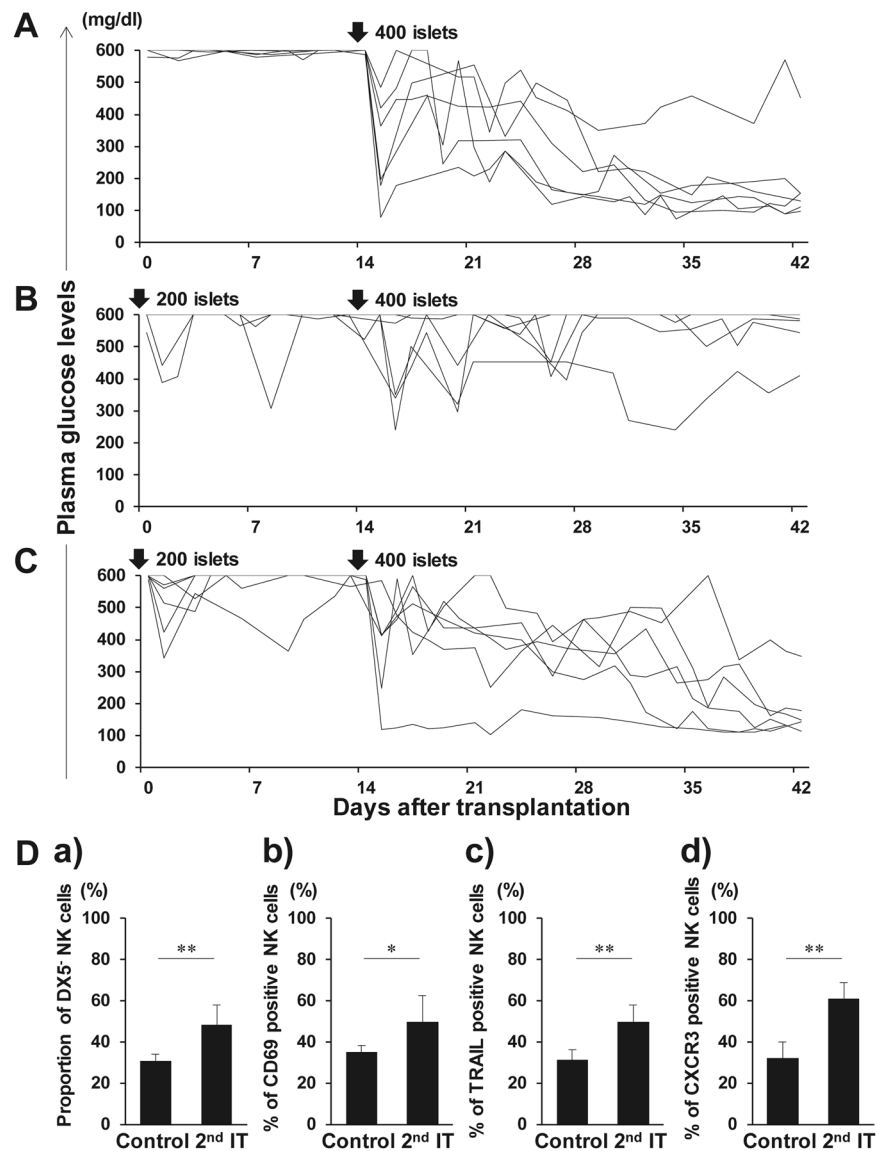 A
(mg/dl)
400 islets
600
500
400
300
200
100
0
0 7 14 21 28 35 42
B
200 islets
400 islets
600
500
400
300
200
100
0
0 7 14 21 28 35 42
Plasma glucose levels
C
200 islets
400 islets
600
500
400
300
200
100
0
0 7 14 21 28 35 42
Days after transplantation
D
a)
(%)
Proportion of DX5- NK cells
100
80
60
40
20
0
**
Control 2nd IT
b)
(%)
% of CD69 positive NK cells
100
80
60
40
20
0
*
Control 2nd IT
c)
(%)
% of TRAIL positive NK cells
100
80
60
40
20
0
**
Control 2nd IT
d)
(%)
% of CXCR3 positive NK cells
100
80
60
40
20
0
**
Control 2nd IT